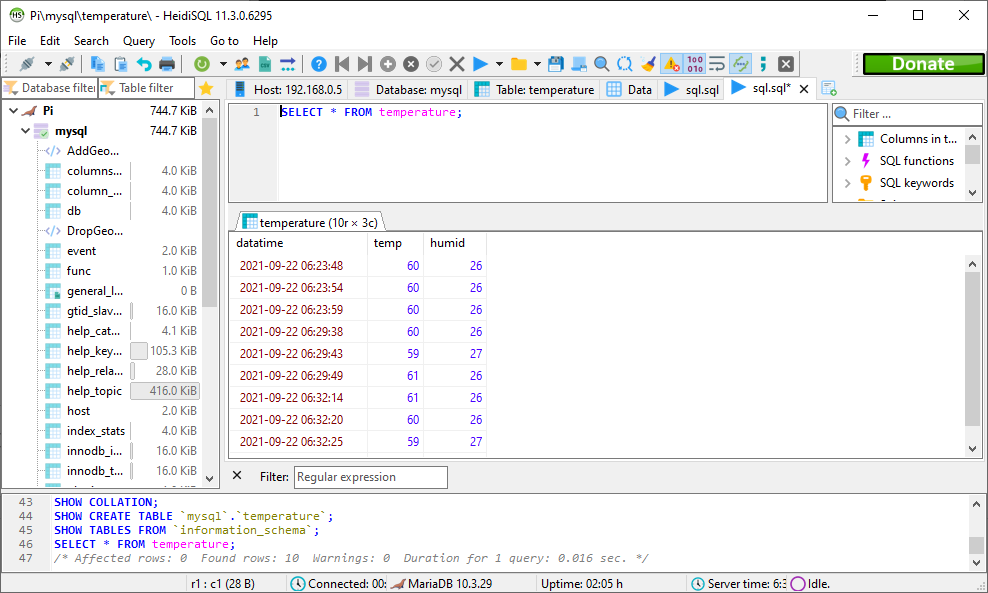 Pi\mysql\temperature\ - HeidiSQL 11.3.0.6295
File Edit Search Query Tools Go to Help
Donate
Database filter Table filter
Host: 192.168.0.5 Database: mysql Table: temperature Data sql.sql sql.sql*
Pi 744.7 KiB
mysql 744.7 KiB
AddGeo...
columns... 4.0 KiB
column_... 4.0 KiB
db 4.0 KiB
DropGeo...
event 2.0 KiB
func 1.0 KiB
general_l... 0 B
gtid_slav... 16.0 KiB
help_cat... 4.1 KiB
help_key... 105.3 KiB
help_rela... 28.0 KiB
help_topic 416.0 KiB
host 2.0 KiB
index_stats 4.0 KiB
innodb_i... 16.0 KiB
innodb_t... 16.0 KiB
1 SELECT * FROM temperature;
Filter ...
Columns in t...
SQL functions
SQL keywords
temperature (10r × 3c)
datatime temp humid
2021-09-22 06:23:48 60 26
2021-09-22 06:23:54 60 26
2021-09-22 06:23:59 60 26
2021-09-22 06:29:38 60 26
2021-09-22 06:29:43 59 27
2021-09-22 06:29:49 61 26
2021-09-22 06:32:14 61 26
2021-09-22 06:32:20 60 26
2021-09-22 06:32:25 59 27
Filter: Regular expression
43 SHOW COLLATION;
44 SHOW CREATE TABLE `mysql`.`temperature`;
45 SHOW TABLES FROM `information_schema`;
46 SELECT * FROM temperature;
47 /* Affected rows: 0 Found rows: 10 Warnings: 0 Duration for 1 query: 0.016 sec. */
r1 : c1 (28 B) Connected: 00: MariaDB 10.3.29 Uptime: 02:05 h Server time: 6:3 Idle.